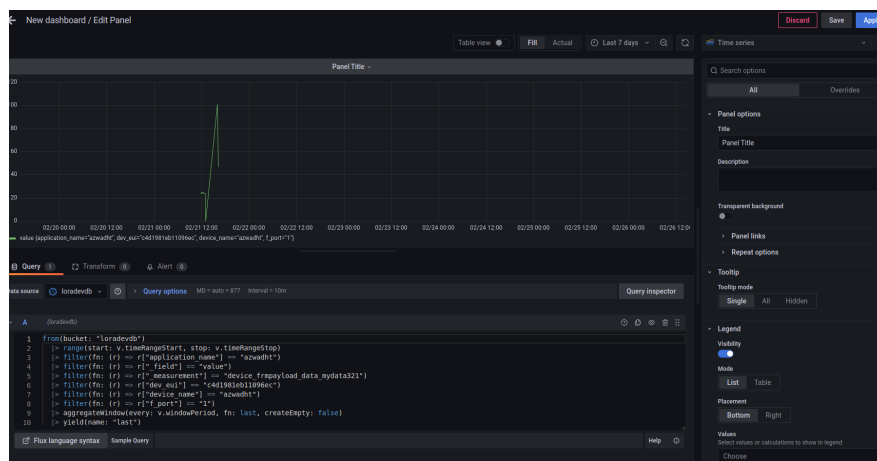 New dashboard / Edit Panel
Discard Save Appl
Table view Fill Actual Last 7 days Time series
Panel Title
Search options
All Overrides
20
00
80
60
40
20
0
02/20 00:00 02/20 12:00 02/21 00:00 02/21 12:00 02/22 00:00 02/22 12:00 02/23 00:00 02/23 12:00 02/24 00:00 02/24 12:00 02/25 00:00 02/25 12:00 02/26 00:00 02/26 12:0
value {application_name="azwadht", dev_eui="c4d1981eb11096ec", device_name="azwadht", f_port="1"}
Panel options
Title
Panel Title
Description
Transparent background
Panel links
Repeat options
Query 1 Transform 0 Alert 0
ata source loradevdb Query options MD = auto = 877 Interval = 10m Query inspector
A (loradevdb)
1 from(bucket: "loradevdb")
2 |> range(start: v.timeRangeStart, stop: v.timeRangeStop)
3 |> filter(fn: (r) => r["application_name"] == "azwadht")
4 |> filter(fn: (r) => r["_field"] == "value")
5 |> filter(fn: (r) => r["_measurement"] == "device_frmpayload_data_mydata321")
6 |> filter(fn: (r) => r["dev_eui"] == "c4d1981eb11096ec")
7 |> filter(fn: (r) => r["device_name"] == "azwadht")
8 |> filter(fn: (r) => r["f_port"] == "1")
9 |> aggregateWindow(every: v.windowPeriod, fn: last, createEmpty: false)
10 |> yield(name: "last")
Flux language syntax Sample Query Help
Tooltip
Tooltip mode
Single All Hidden
Legend
Visibility
Mode
List Table
Placement
Bottom Right
Values
Select values or calculations to show in legend
Choose